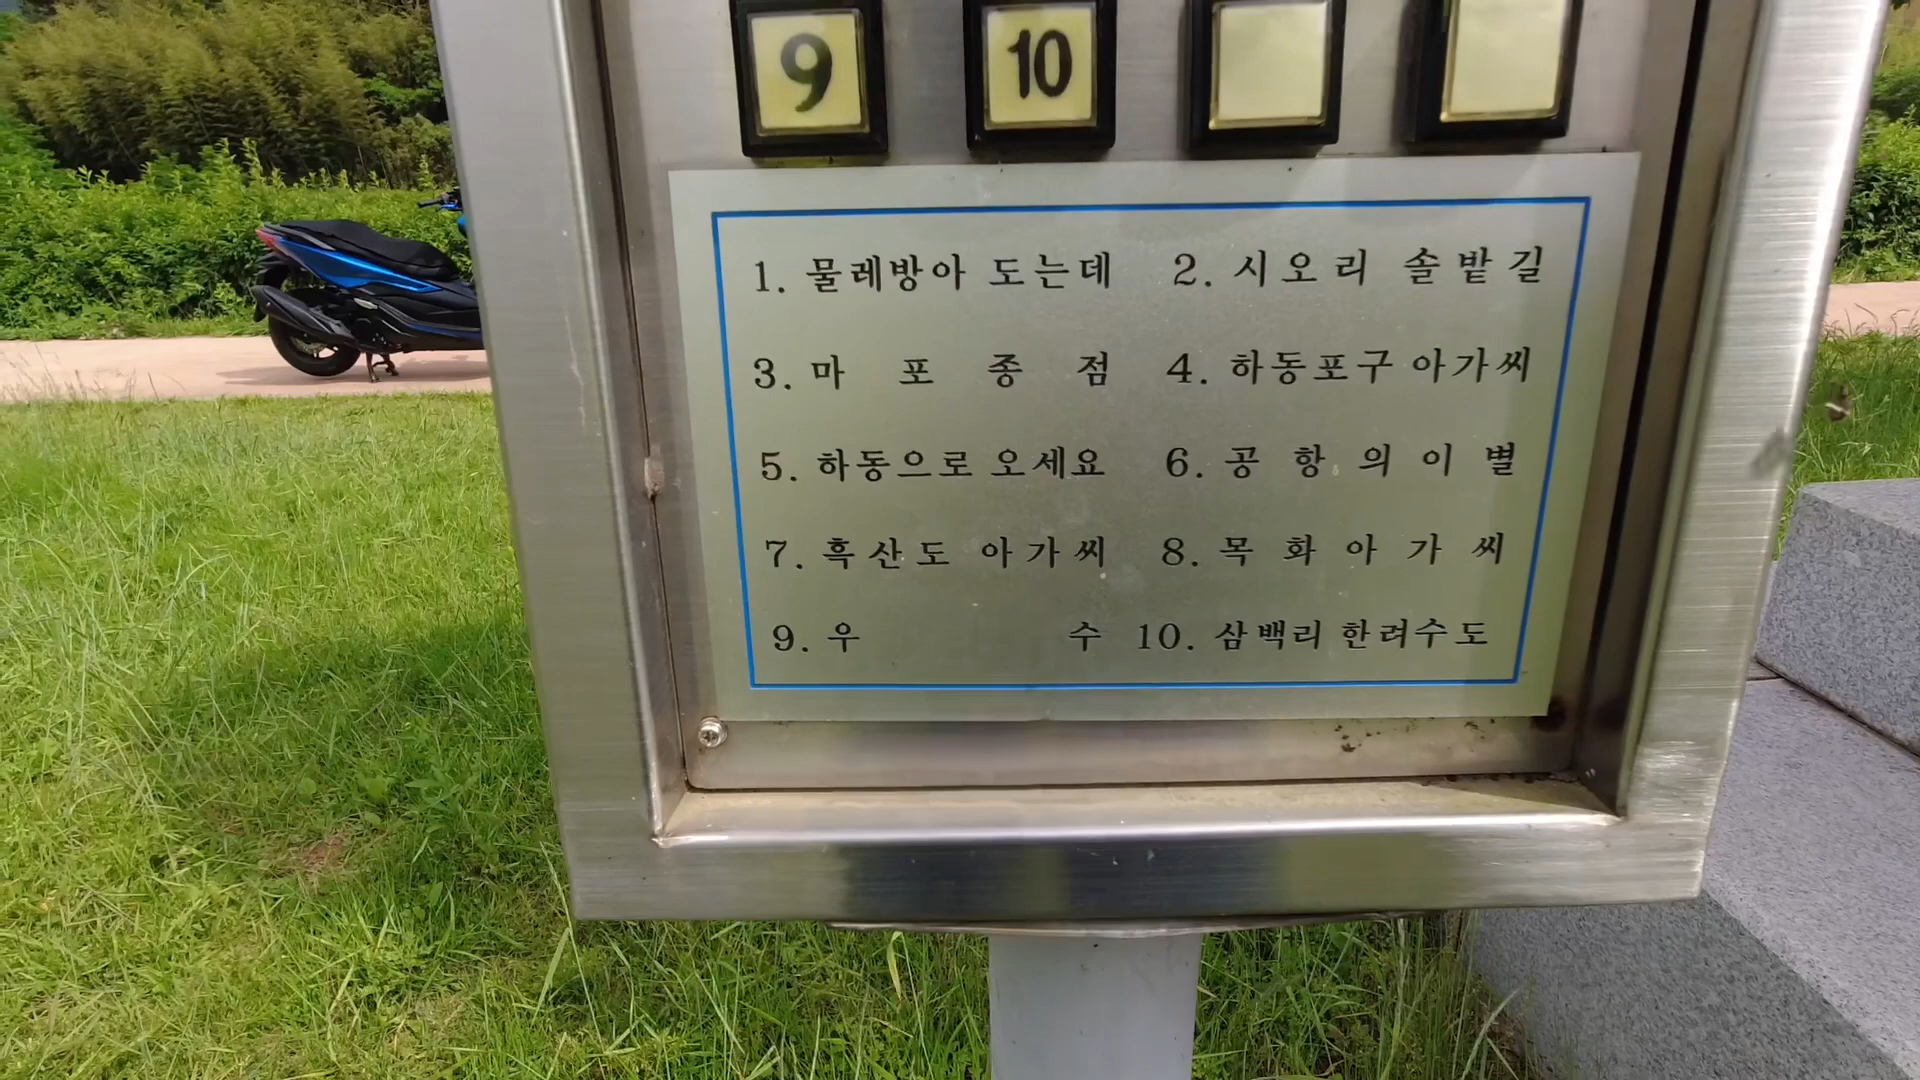 9 10
1. 물레방아 도는데 2. 시오리 솔밭길
3. 마포종점 4. 하동포구 아가씨
5. 하동으로 오세요 6. 공항의 이별
7. 흑산도 아가씨 8. 목화아가씨
9. 우수 10. 삼백리 한려수도